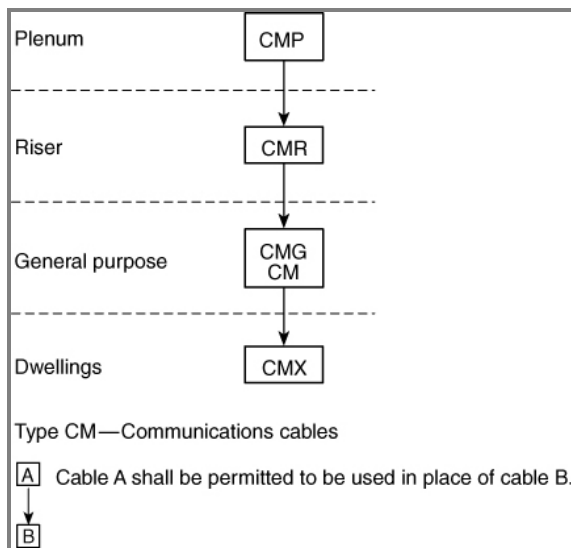 Plenum
CMP
Riser
CMR
General purpose
CMG
CM
Dwellings
CMX
Type CM—Communications cables
A Cable A shall be permitted to be used in place of cable B.
B